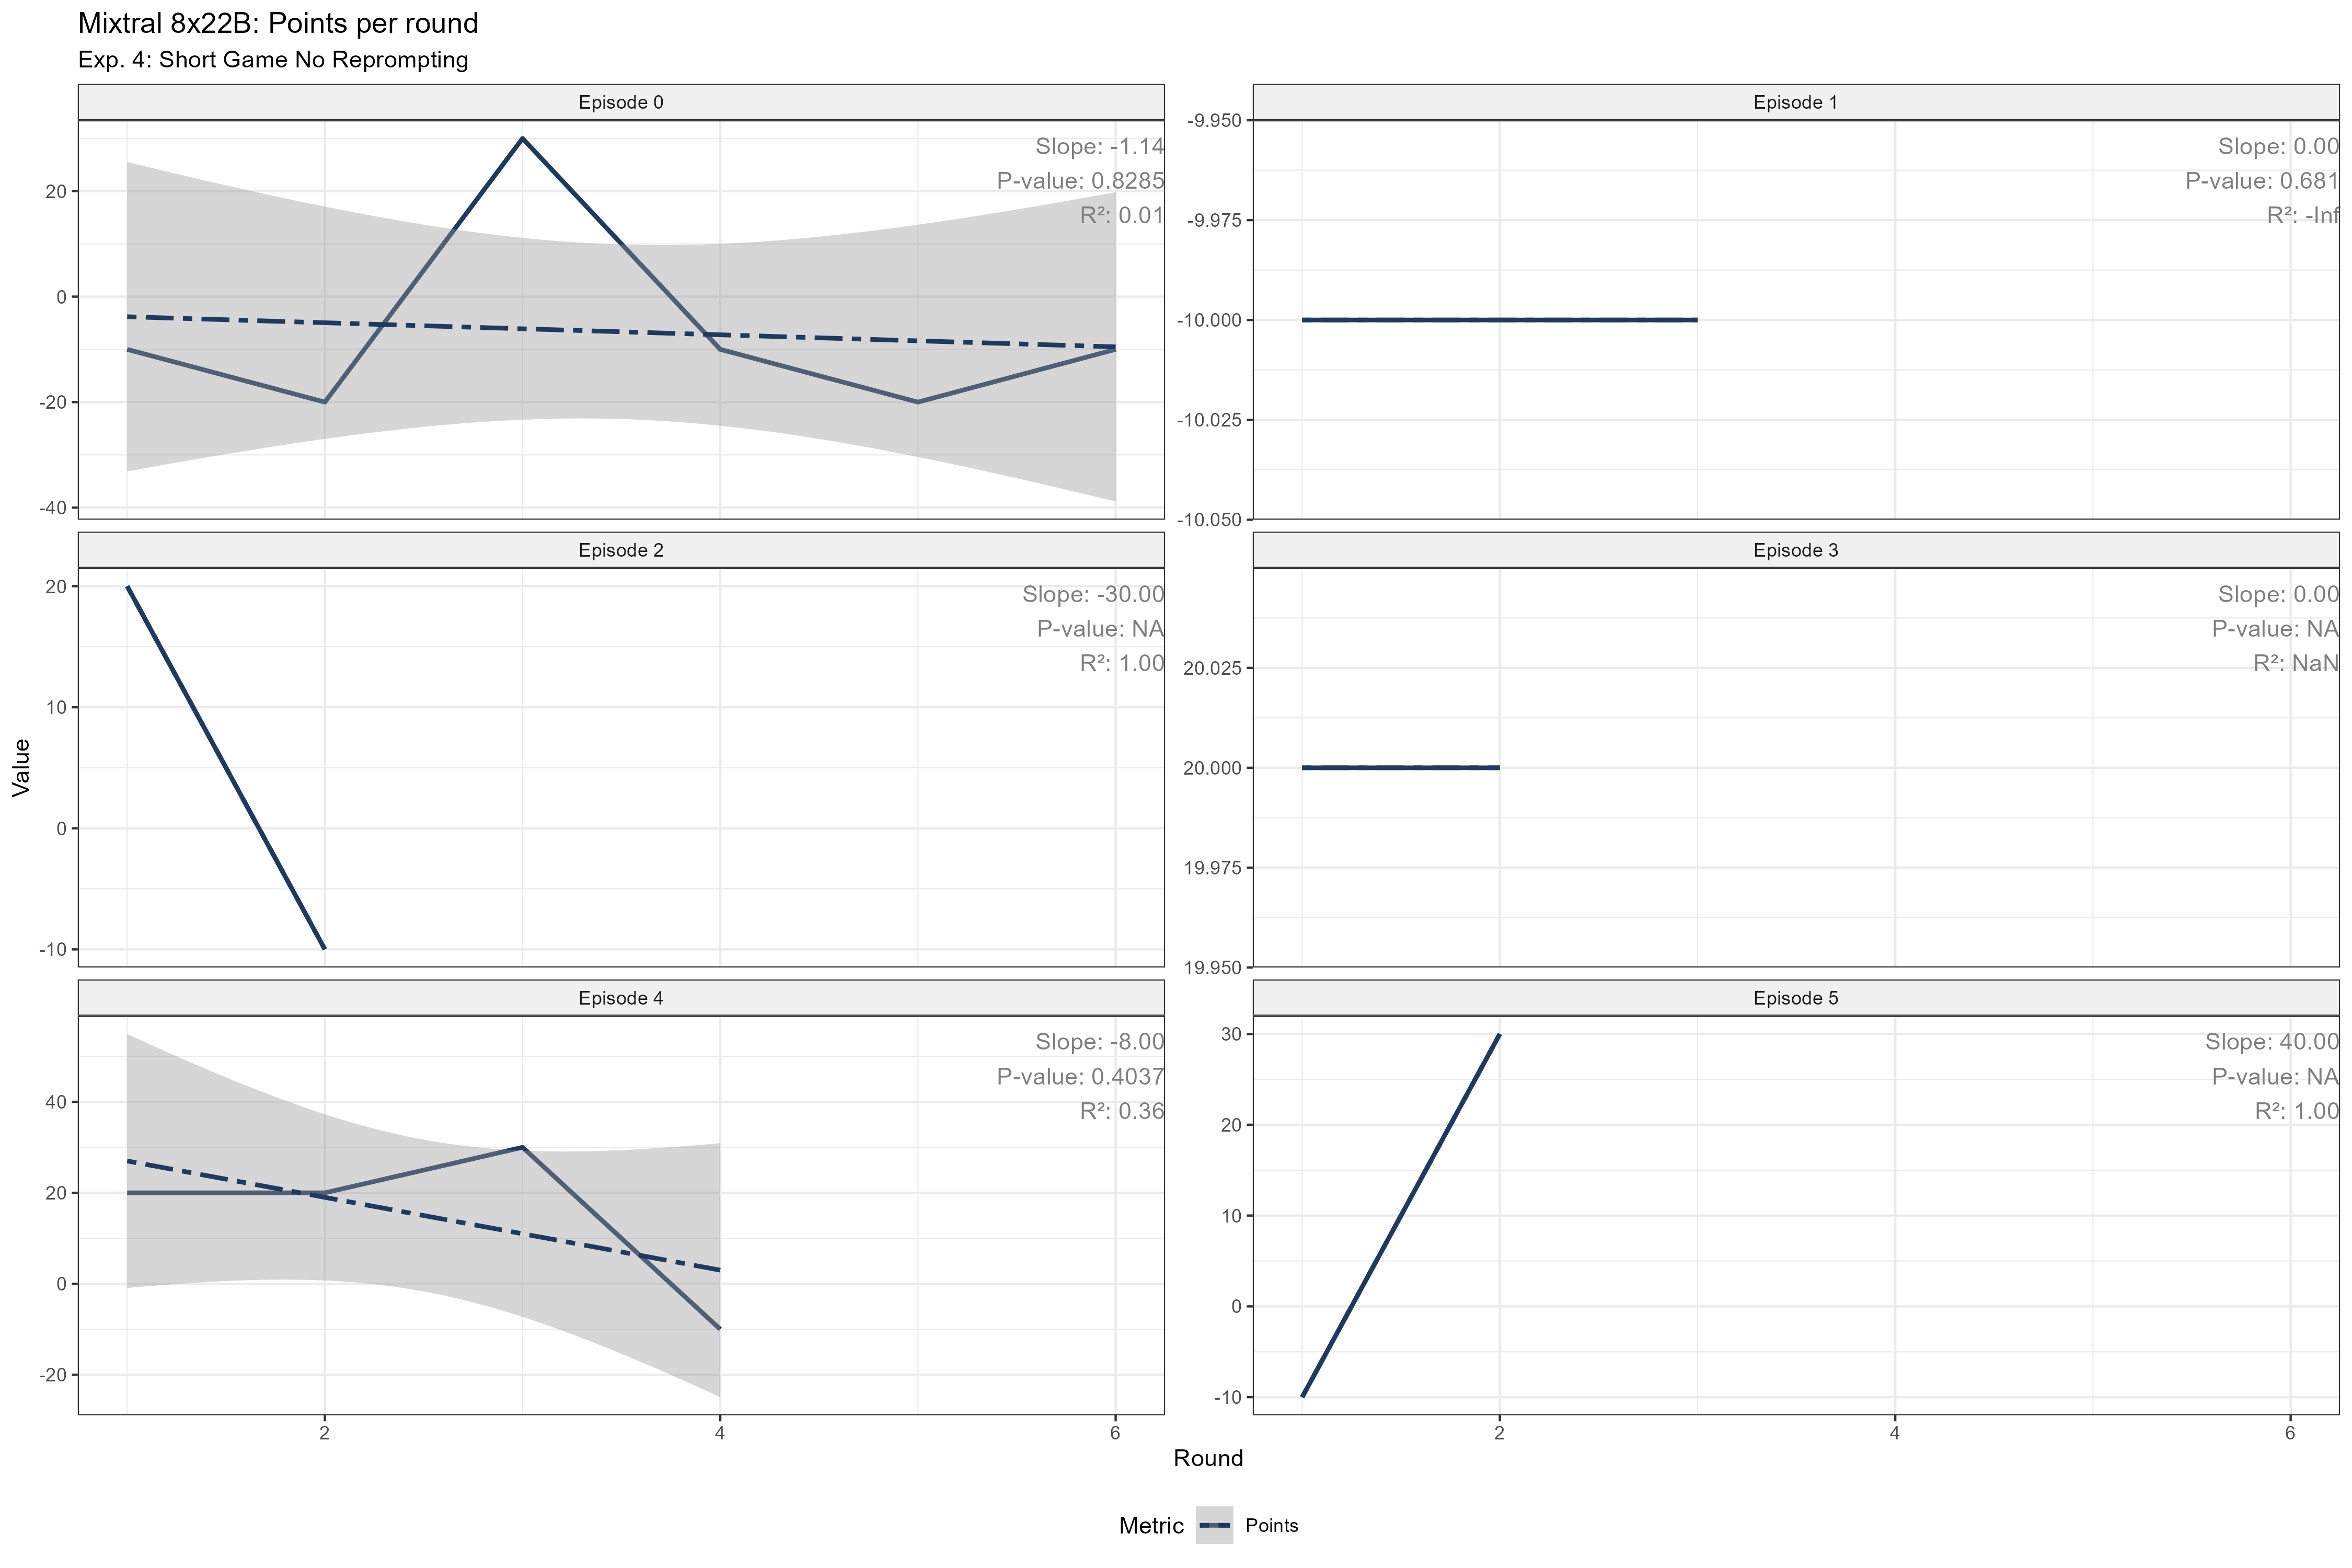 Mixtral 8x22B: Points per round
Exp. 4: Short Game No Reprompting
Episode 0
20
0
-20
-40
Slope: -1.14
P-value: 0.8285
R²: 0.01
Episode 1
-9.950
-9.975
-10.000
-10.025
-10.050
Slope: 0.00
P-value: 0.681
R²: -Inf
Episode 2
20
10
0
-10
Slope: -30.00
P-value: NA
R²: 1.00
Episode 3
20.025
20.000
19.975
19.950
Slope: 0.00
P-value: NA
R²: NaN
Episode 4
40
20
0
-20
Slope: -8.00
P-value: 0.4037
R²: 0.36
2 4 6
Episode 5
30
20
10
0
-10
Slope: 40.00
P-value: NA
R²: 1.00
2 4 6
Value
Round
Metric Points